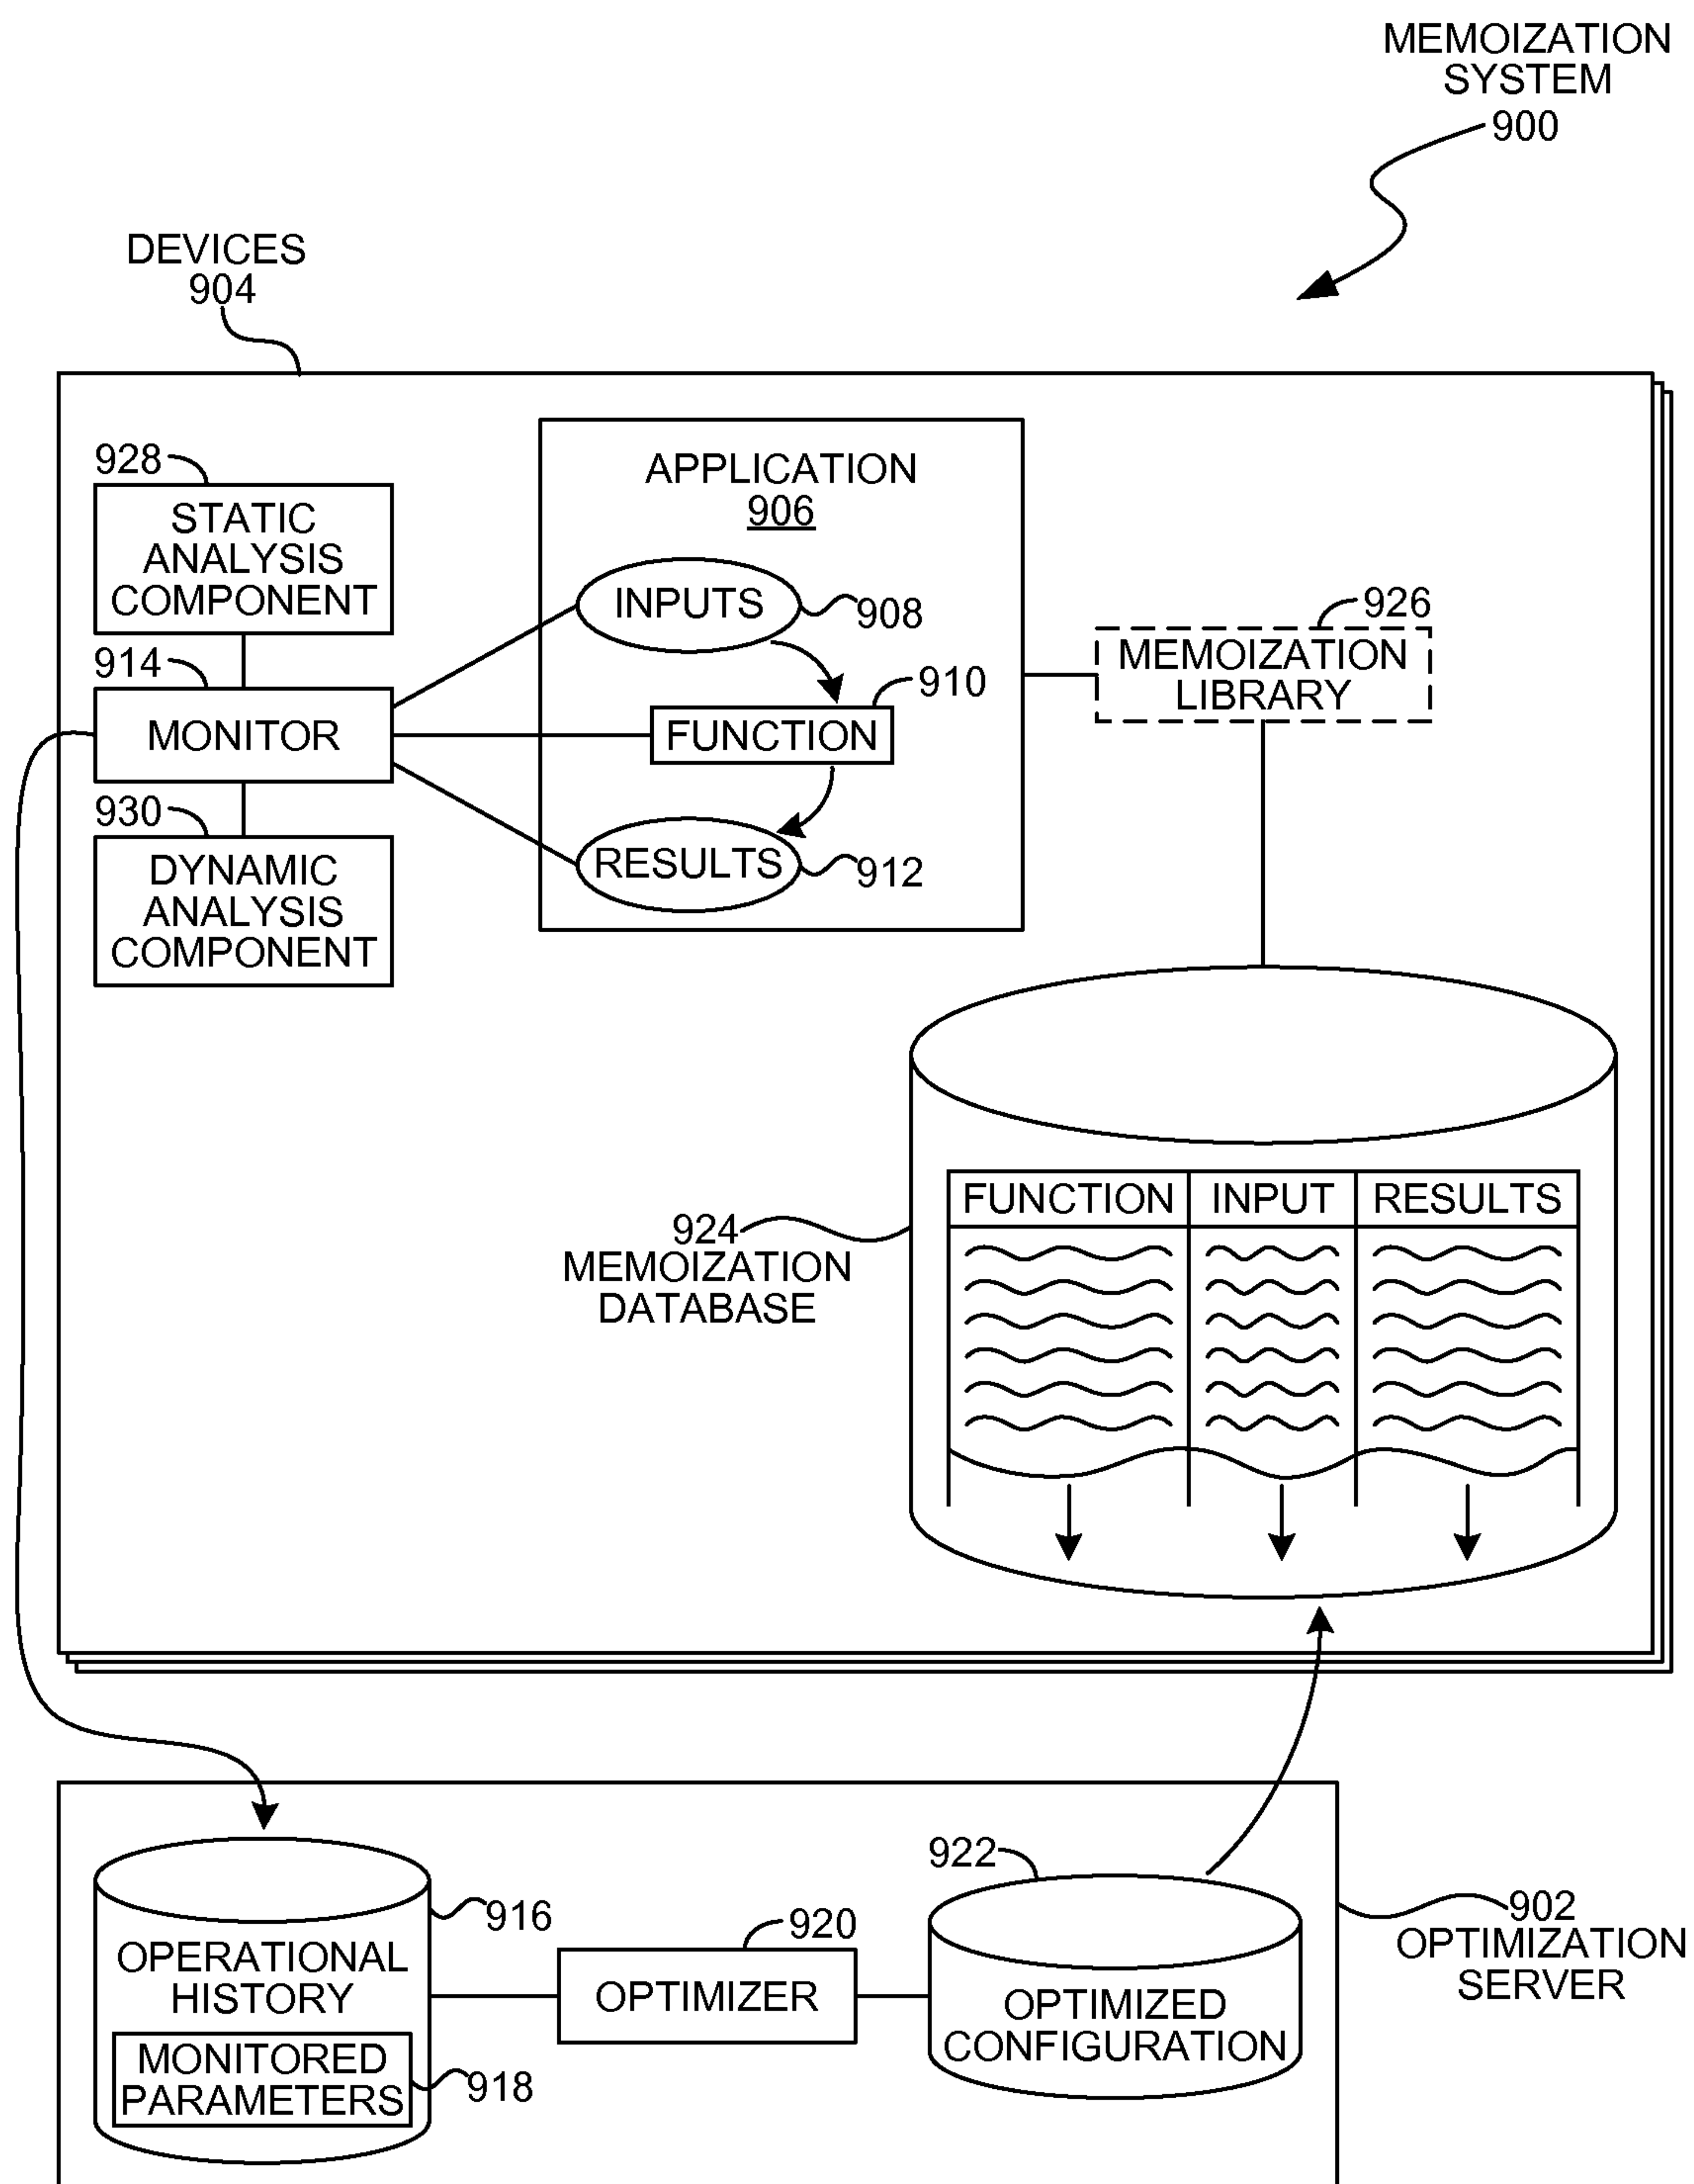 MEMOIZATION
SYSTEM
900
DEVICES
904
928
STATIC
ANALYSIS
COMPONENT
914
MONITOR
930
DYNAMIC
ANALYSIS
COMPONENT
APPLICATION
906
INPUTS
908
910
FUNCTION
RESULTS
912
926
MEMOIZATION
LIBRARY
FUNCTION INPUT RESULTS
924
MEMOIZATION
DATABASE
916
OPERATIONAL
HISTORY
MONITORED
PARAMETERS
918
920
OPTIMIZER
922
OPTIMIZED
CONFIGURATION
902
OPTIMIZATION
SERVER